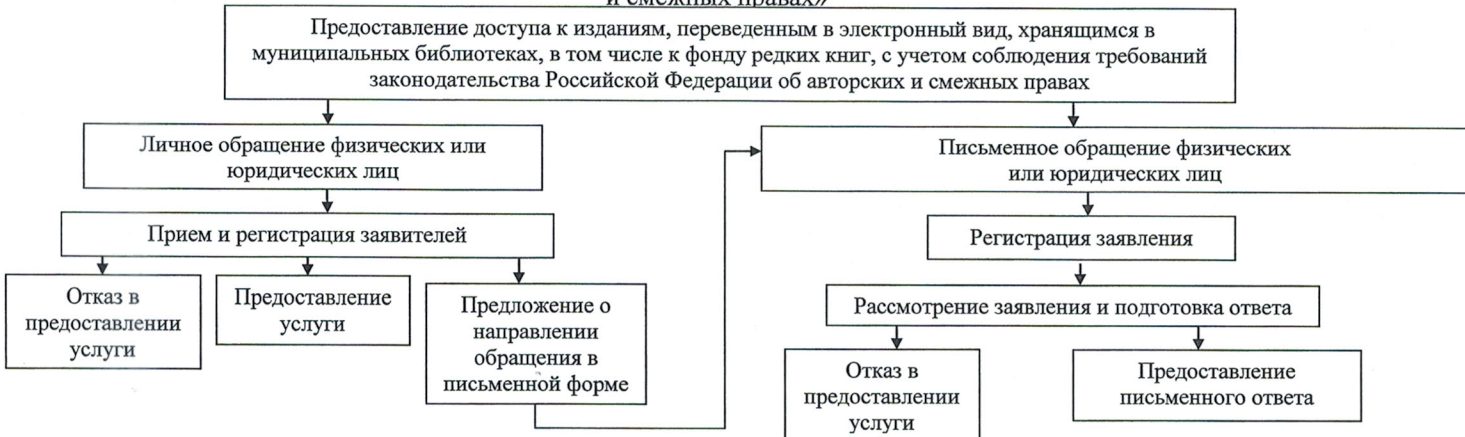 и смежных правах»
Предоставление доступа к изданиям, переведенным в электронный вид, хранящимся в
муниципальных библиотеках, в том числе к фонду редких книг, с учетом соблюдения требований
законодательства Российской Федерации об авторских и смежных правах
Личное обращение физических или
юридических лиц
Письменное обращение физических
или юридических лиц
Прием и регистрация заявителей
Регистрация заявления
Отказ в
предоставлении
услуги
Предоставление
услуги
Предложение о
направлении
обращения в
письменной форме
Рассмотрение заявления и подготовка ответа
Отказ в
предоставлении
услуги
Предоставление
письменного ответа